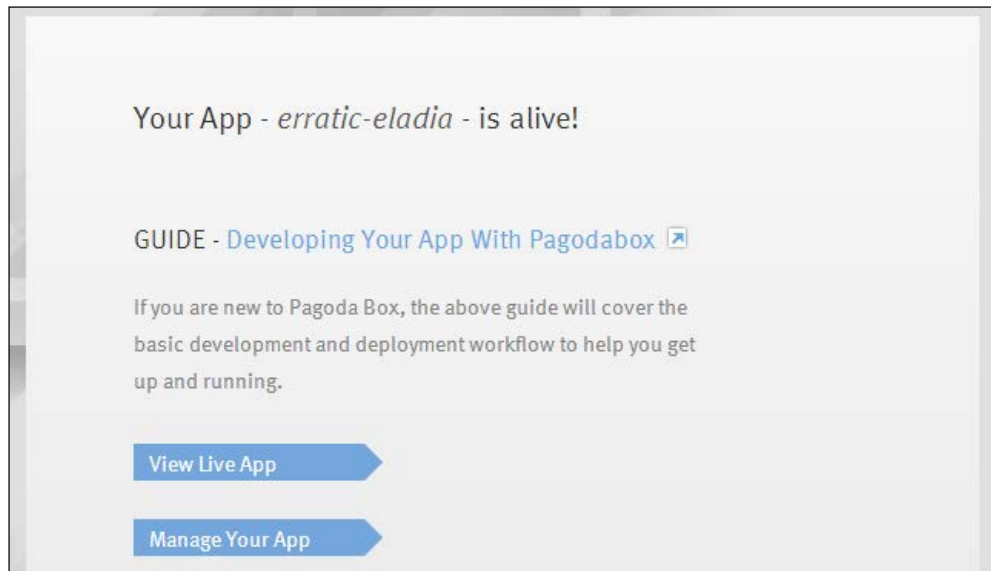 Your App - erratic-eladia - is alive!
GUIDE - Developing Your App With Pagodabox
If you are new to Pagoda Box, the above guide will cover the
basic development and deployment workflow to help you get
up and running.
View Live App
Manage Your App